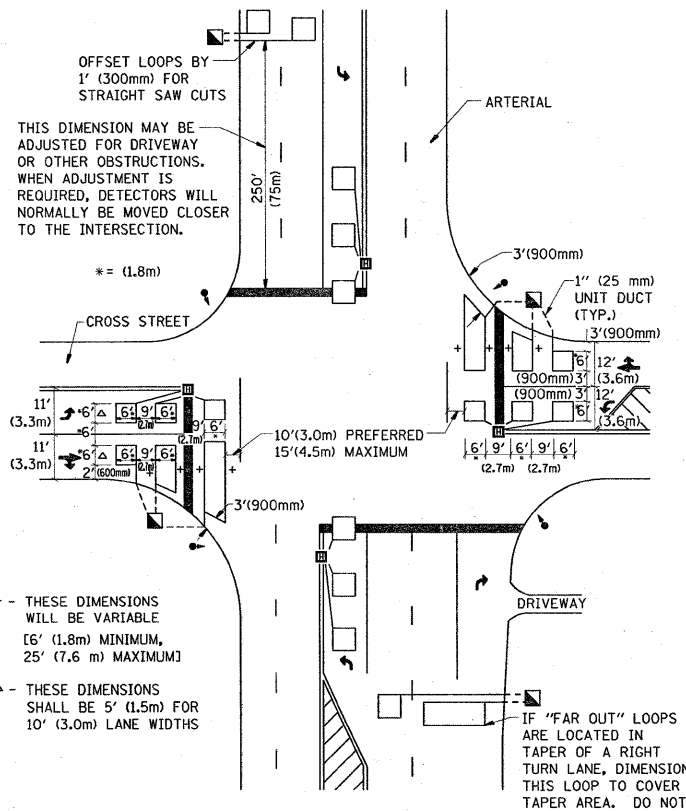 OFFSET LOOPS BY
1' (300mm) FOR
STRAIGHT SAW CUTS
ARTERIAL
THIS DIMENSION MAY BE
ADJUSTED FOR DRIVEWAY
OR OTHER OBSTRUCTIONS.
WHEN ADJUSTMENT IS
REQUIRED, DETECTORS WILL
NORMALLY BE MOVED CLOSER
TO THE INTERSECTION.
250'
(75m)
* = (1.8m)
3'(900mm)
1" (25 mm)
UNIT DUCT
(TYP.)
CROSS STREET
3'(900mm)
*6'
12'
(3.6m)
(900mm) 3'
(900mm) 3'
12'
*6'
(3.6m)
11'
(3.3m)
*6'
6' 9' 6'
(2.7m)
*6'
9' 6'
(2.7m) *
10'(3.0m) PREFERRED
15'(4.5m) MAXIMUM
6' 9' 6' 9' 6'
* (2.7m) * (2.7m) *
11'
(3.3m)
*6'
6' 9' 6'
(2.7m)
2' (600mm)
3'(900mm)
- THESE DIMENSIONS
WILL BE VARIABLE
[6' (1.8m) MINIMUM,
25' (7.6 m) MAXIMUM]
DRIVEWAY
- THESE DIMENSIONS
SHALL BE 5' (1.5m) FOR
10' (3.0m) LANE WIDTHS
IF "FAR OUT" LOOPS
ARE LOCATED IN
TAPER OF A RIGHT
TURN LANE, DIMENSION
THIS LOOP TO COVER
TAPER AREA. DO NOT